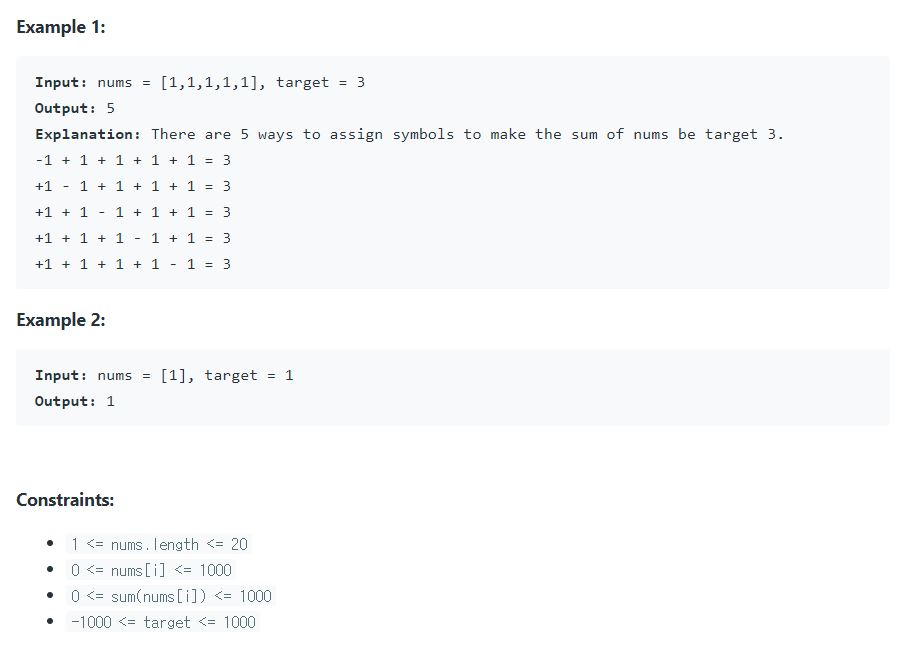 Example 1:
Input: nums = [1,1,1,1,1], target = 3
Output: 5
Explanation: There are 5 ways to assign symbols to make the sum of nums be target 3.
-1 + 1 + 1 + 1 + 1 = 3
+1 - 1 + 1 + 1 + 1 = 3
+1 + 1 - 1 + 1 + 1 = 3
+1 + 1 + 1 - 1 + 1 = 3
+1 + 1 + 1 + 1 - 1 = 3
Example 2:
Input: nums = [1], target = 1
Output: 1
Constraints:
• 1 <= nums.length <= 20
• 0 <= nums[i] <= 1000
• 0 <= sum(nums[i]) <= 1000
• -1000 <= target <= 1000